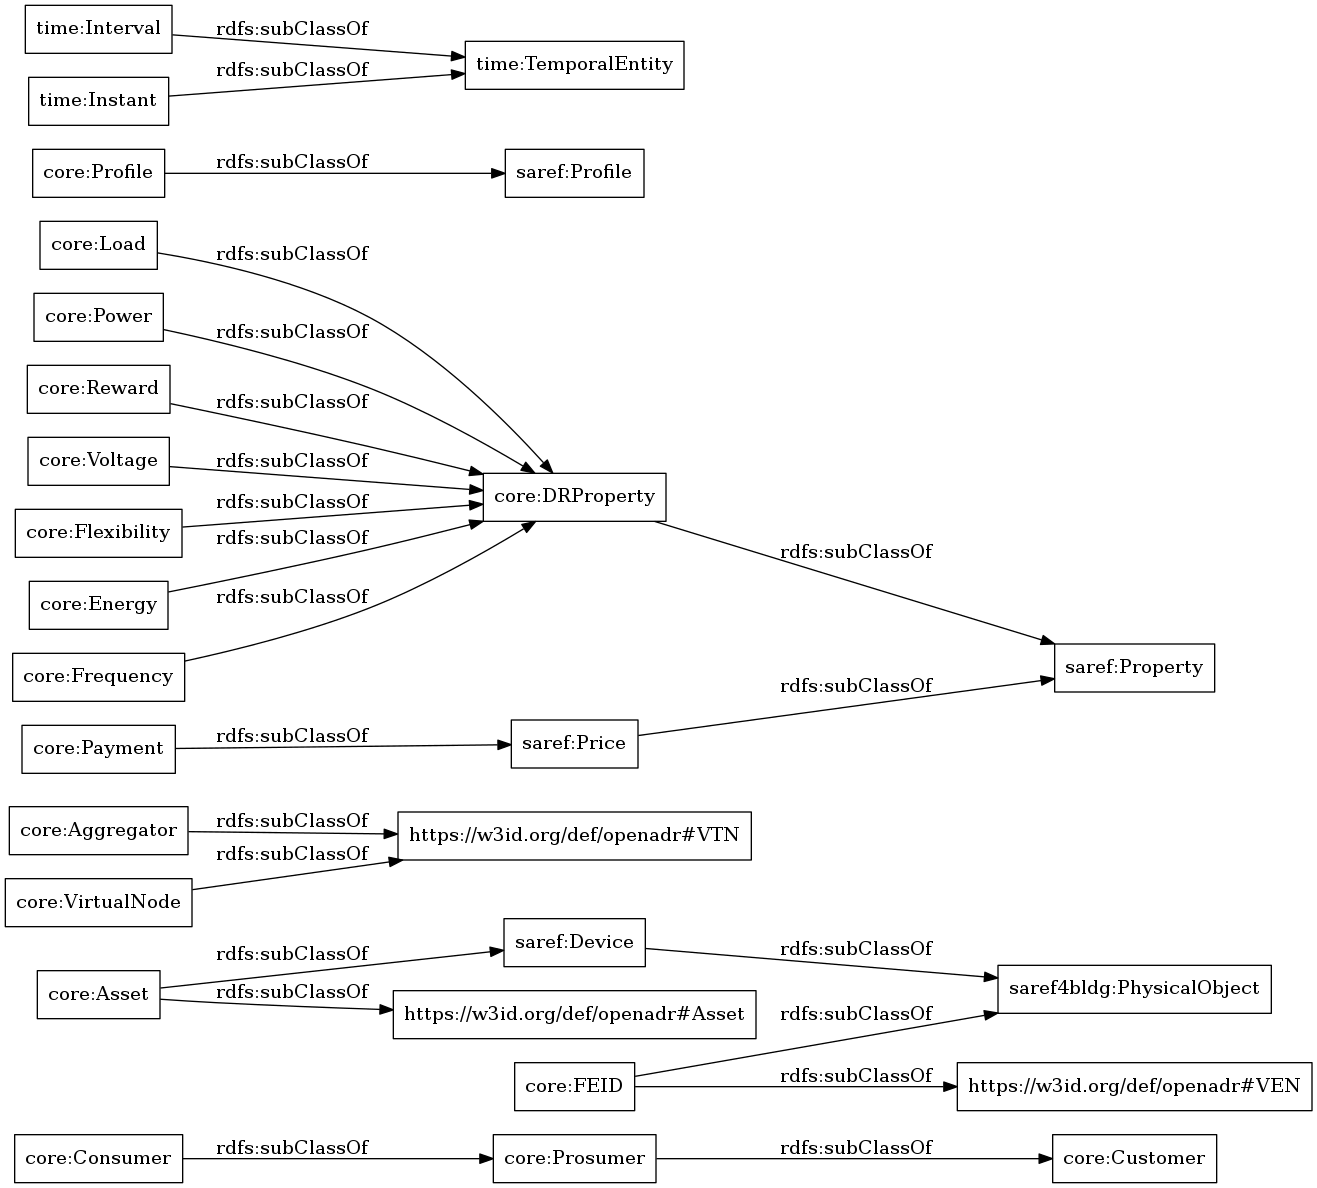 time:Interval
rdfs:subClassOf
time:TemporalEntity
rdfs:subClassOf
time:Instant
core:Profile
rdfs:subClassOf
saref:Profile
core:Load
rdfs:subClassOf
core:Power
rdfs:subClassOf
core:Reward
rdfs:subClassOf
core:Voltage
rdfs:subClassOf
core:DRProperty
rdfs:subClassOf
core:Flexibility
rdfs:subClassOf
rdfs:subClassOf
core:Energy
rdfs:subClassOf
core:Frequency
saref:Property
rdfs:subClassOf
core:Payment
rdfs:subClassOf
saref:Price
core:Aggregator
rdfs:subClassOf
https://w3id.org/def/openadr#VTN
rdfs:subClassOf
core:VirtualNode
saref:Device
rdfs:subClassOf
rdfs:subClassOf
core:Asset
rdfs:subClassOf
saref4bldg:PhysicalObject
https://w3id.org/def/openadr#Asset
rdfs:subClassOf
core:FEID
rdfs:subClassOf
https://w3id.org/def/openadr#VEN
core:Consumer
rdfs:subClassOf
core:Prosumer
rdfs:subClassOf
core:Customer